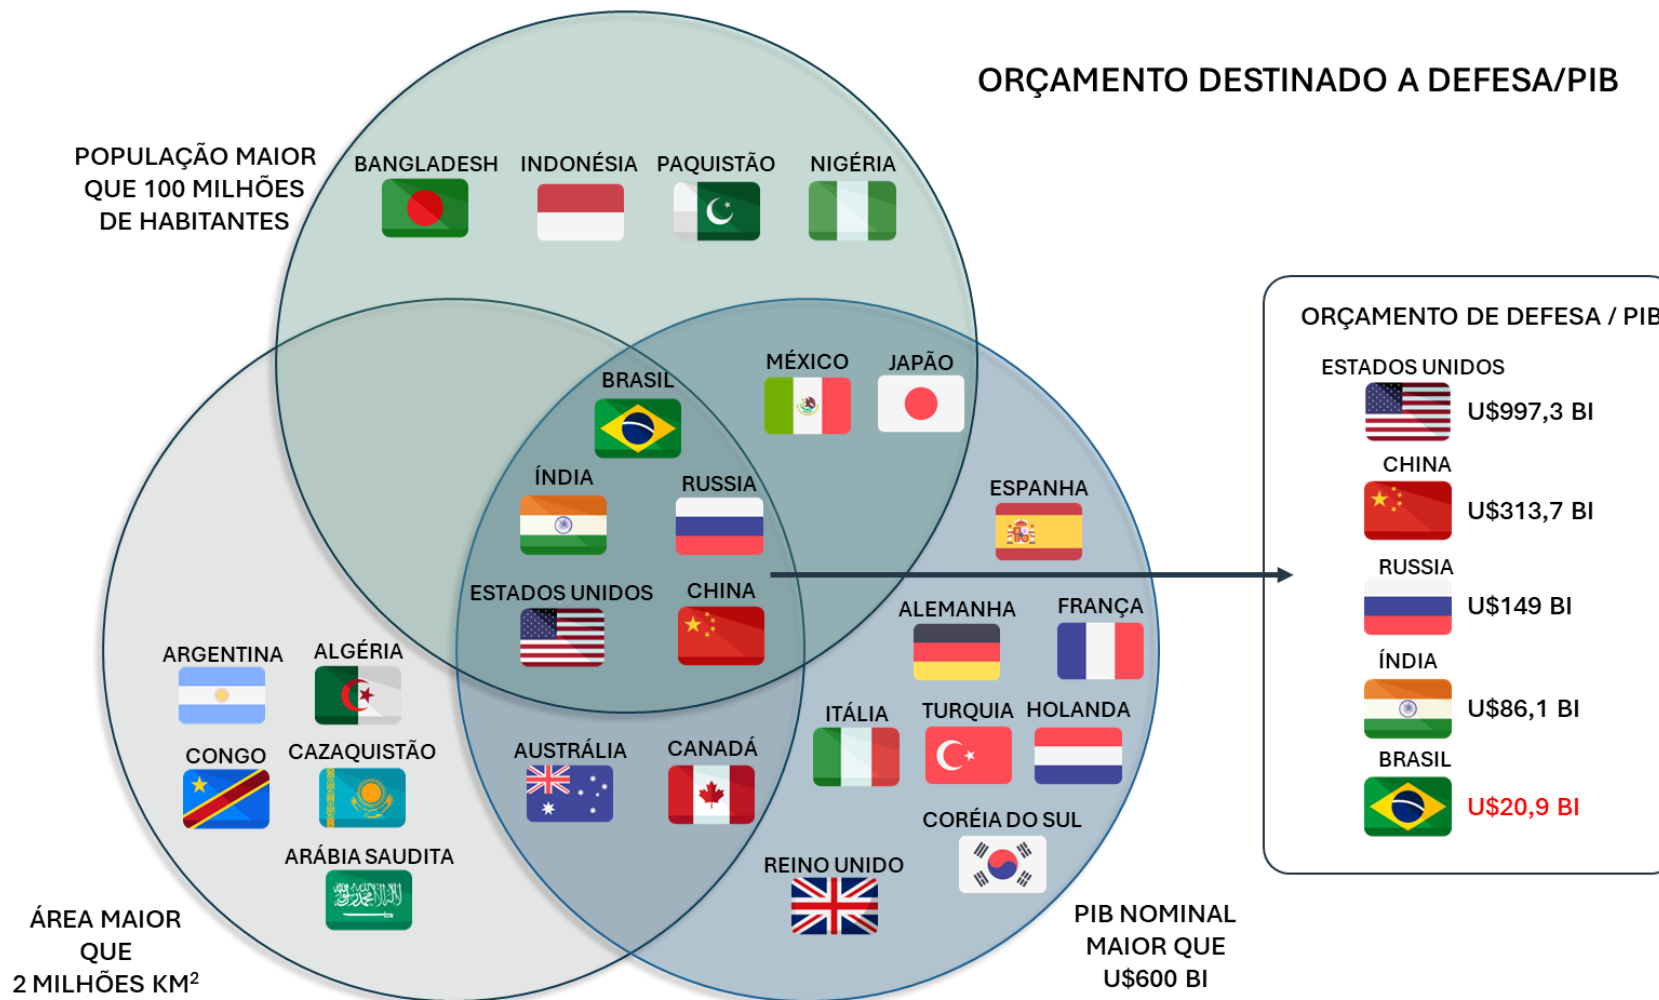 ORÇAMENTO DESTINADO A DEFESA/PIB
POPULAÇÃO MAIOR
QUE 100 MILHÕES
DE HABITANTES
BANGLADESH
INDONÉSIA
PAQUISTÃO
NIGÉRIA
MÉXICO
JAPÃO
BRASIL
ÍNDIA
RUSSIA
ESTADOS UNIDOS
CHINA
ESPANHA
ALEMANHA
FRANÇA
ITÁLIA
TURQUIA
HOLANDA
CORÉIA DO SUL
REINO UNIDO
ARGENTINA
ALGÉRIA
CONGO
CAZAQUISTÃO
ARÁBIA SAUDITA
AUSTRÁLIA
CANADÁ
ÁREA MAIOR
QUE
2 MILHÕES KM²
PIB NOMINAL
MAIOR QUE
U$600 BI
ORÇAMENTO DE DEFESA / PIB
ESTADOS UNIDOS
U$997,3 BI
CHINA
U$313,7 BI
RUSSIA
U$149 BI
ÍNDIA
U$86,1 BI
BRASIL
U$20,9 BI